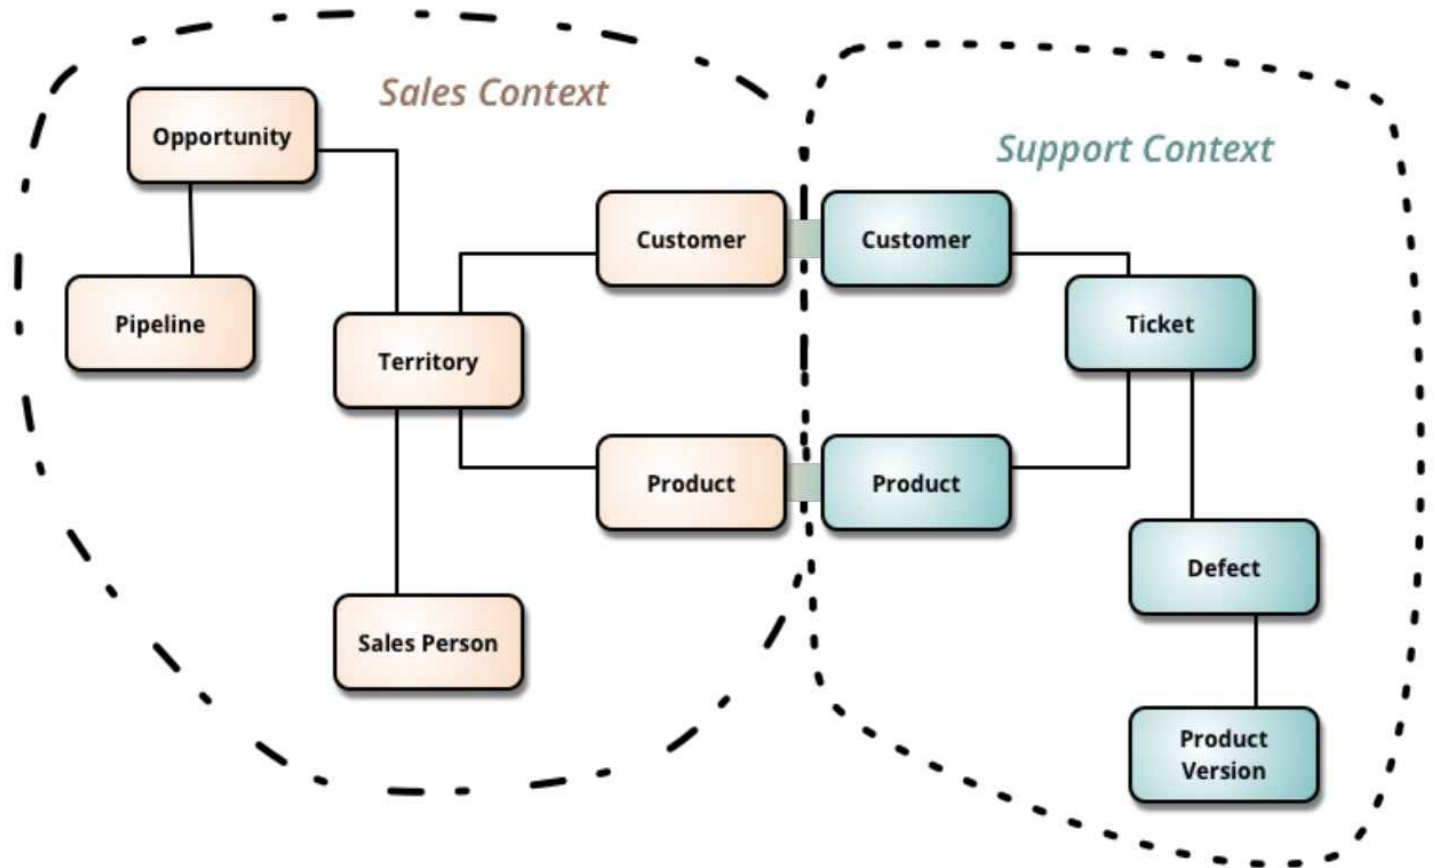 Sales Context
Support Context
Opportunity
Customer
Customer
Pipeline
Ticket
Territory
Product
Product
Defect
Sales Person
Product
Version